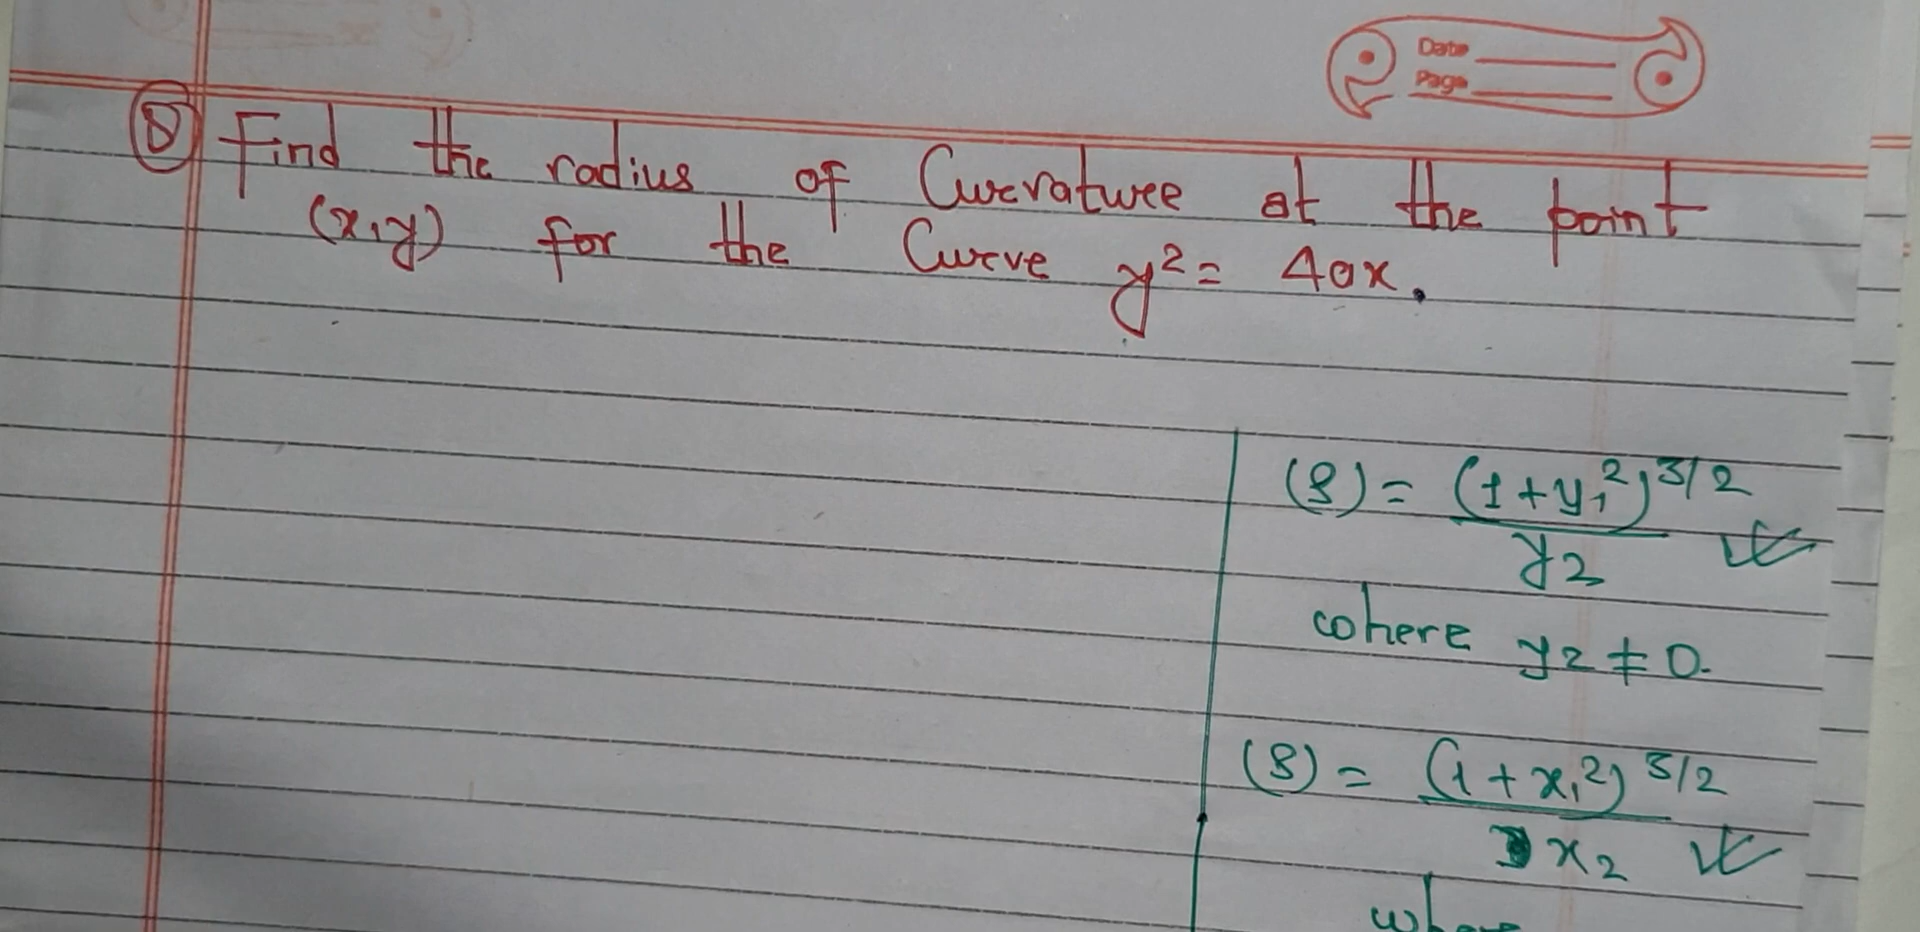 Date
Page
⑧ Find the radius of Curvature at the point
(x,y) for the Curve y² = 4ax.
(ρ) = (1+y₁²)^3/2
y₂
where y₂ ≠ 0.
(ρ) = (1+x₁²)^3/2
x₂
where